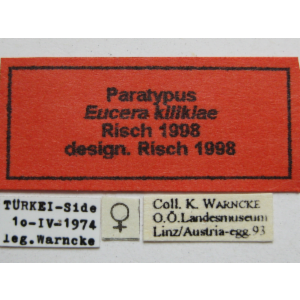 Paratypus
Eucera kilikiae
Risch 1998
design. Risch 1998
TÜRKEI-Side
10-IV-1974
leg.Warncke
♀
Coll. K. WARNCKE
O.Ö.Landesmuseum
Linz/Austria-egg.93